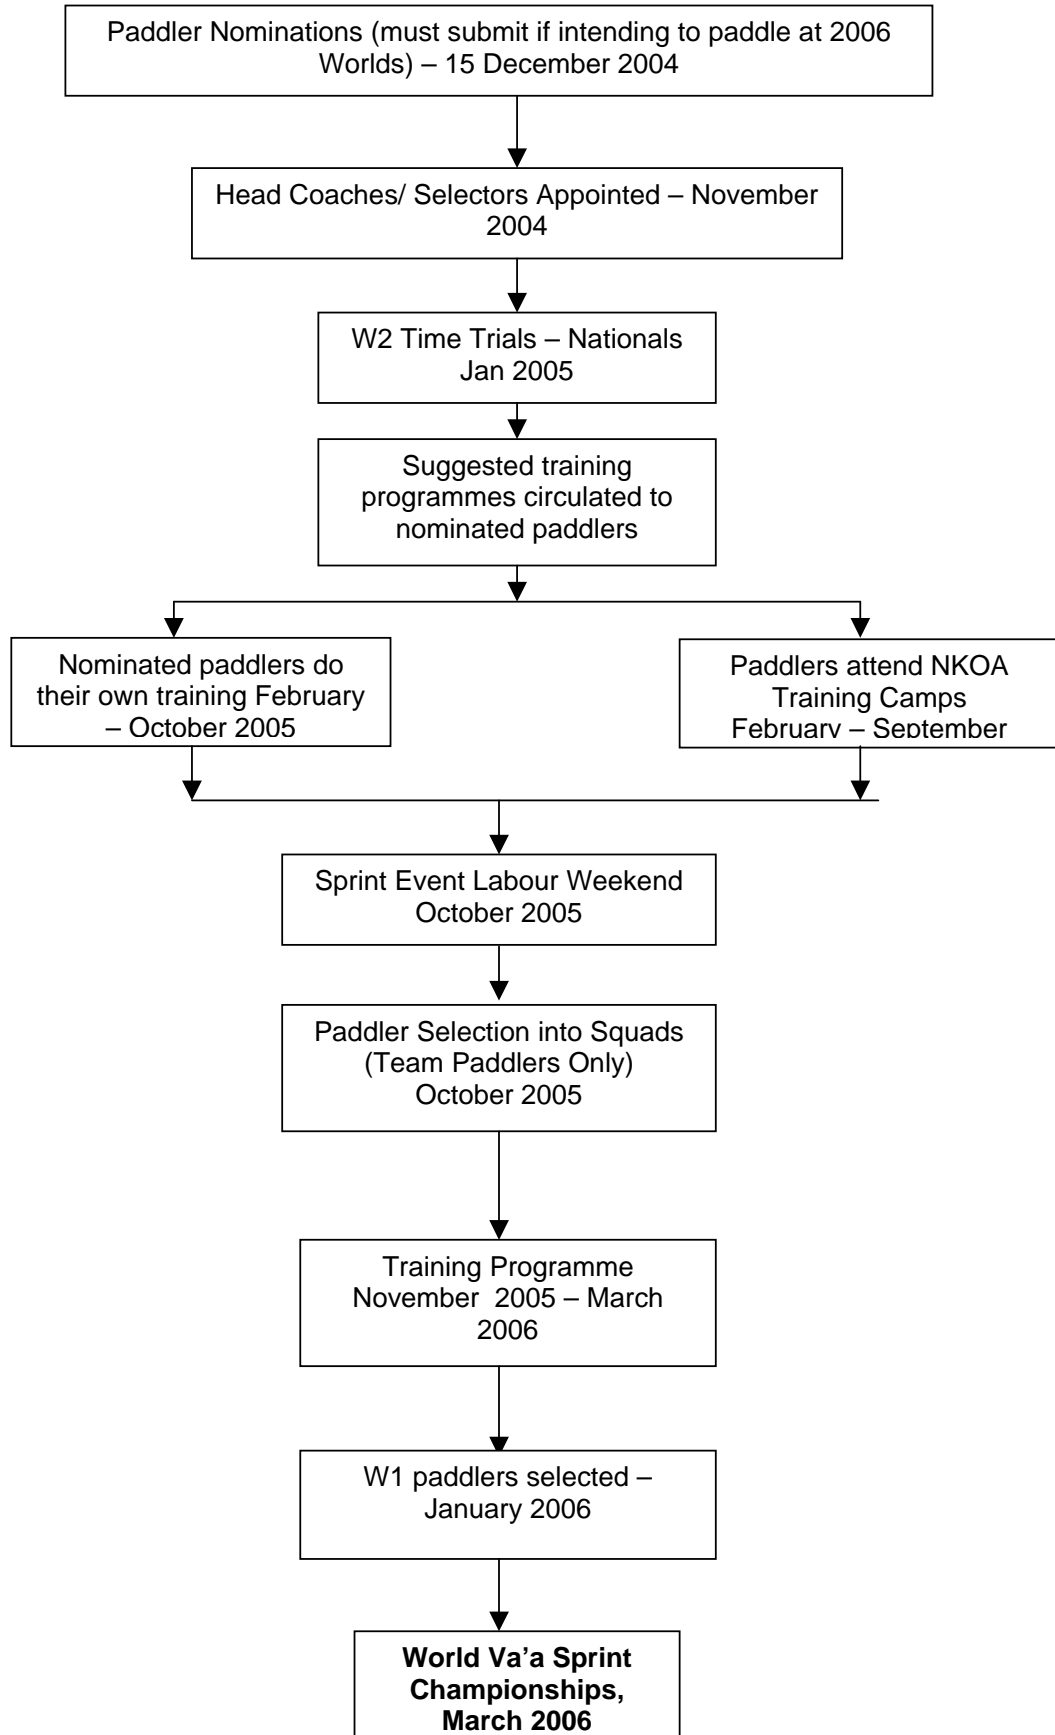 Paddler Nominations (must submit if intending to paddle at 2006
Worlds) – 15 December 2004
Head Coaches/ Selectors Appointed – November
2004
W2 Time Trials – Nationals
Jan 2005
Suggested training
programmes circulated to
nominated paddlers
Nominated paddlers do
their own training February
– October 2005
Paddlers attend NKOA
Training Camps
February – September
Sprint Event Labour Weekend
October 2005
Paddler Selection into Squads
(Team Paddlers Only)
October 2005
Training Programme
November  2005 – March
2006
W1 paddlers selected –
January 2006
World Va’a Sprint
Championships,
March 2006